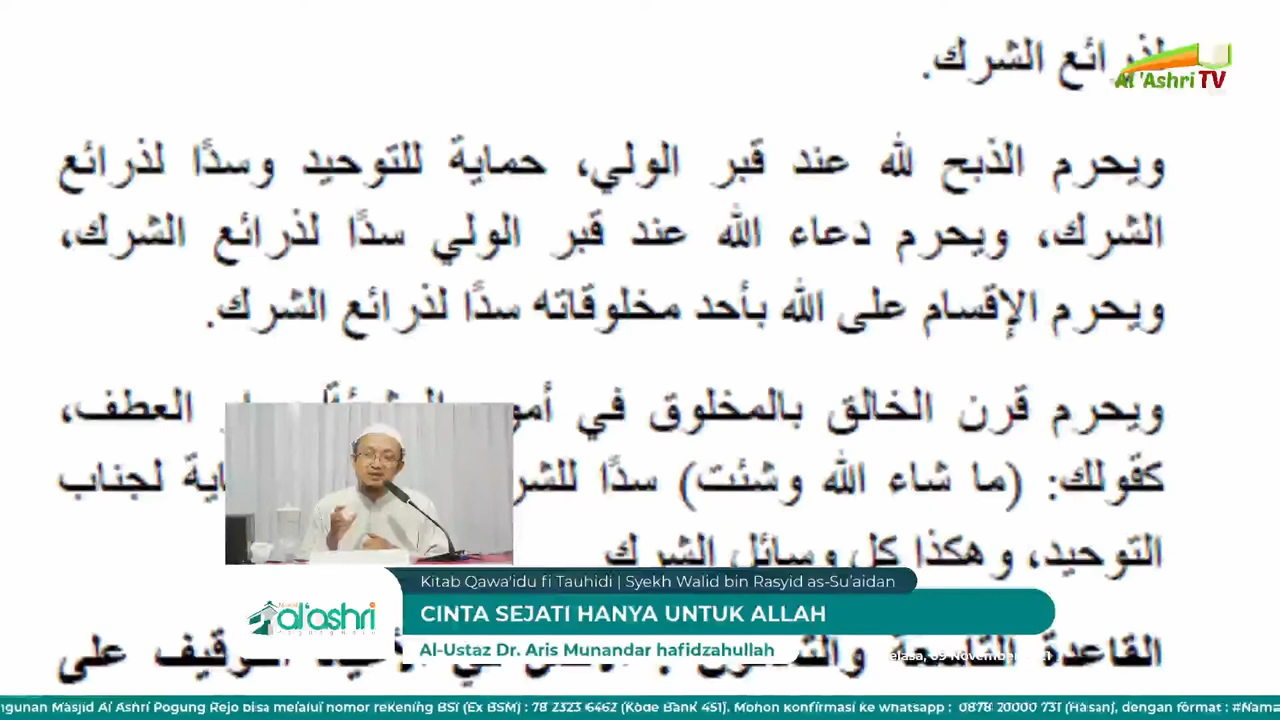 لذرائع الشرك.
Al 'Ashri TV
ويحرم الذبح لله عند قبر الولي، حماية للتوحيد وسدًّا لذرائع
الشرك، ويحرم دعاء الله عند قبر الولي سدًّا لذرائع الشرك،
ويحرم الإقسام على الله بأحد مخلوقاته سدًّا لذرائع الشرك.
ويحرم قرن الخالق بالمخلوق في العطف،
كقولك: (ما شاء الله وشئت) سدًّا لجناب
التوحيد، وهكذا كل وسائل الشرك
Kitab Qawa'idu fi Tauhidi | Syekh Walid bin Rasyid as-Su'aidan
al'ashri
CINTA SEJATI HANYA UNTUK ALLAH
Al-Ustaz Dr. Aris Munandar hafidzahullah
القاعدة على
ngunan Masjid Al Ashri Pogung Rejo bisa melalui nomor rekening BSI (Ex BSM) : 78 2323 6462 (Kode Bank 451). Mohon konfirmasi ke whatsapp : 0878 20000 731 (Hasan), dengan format : #Nama